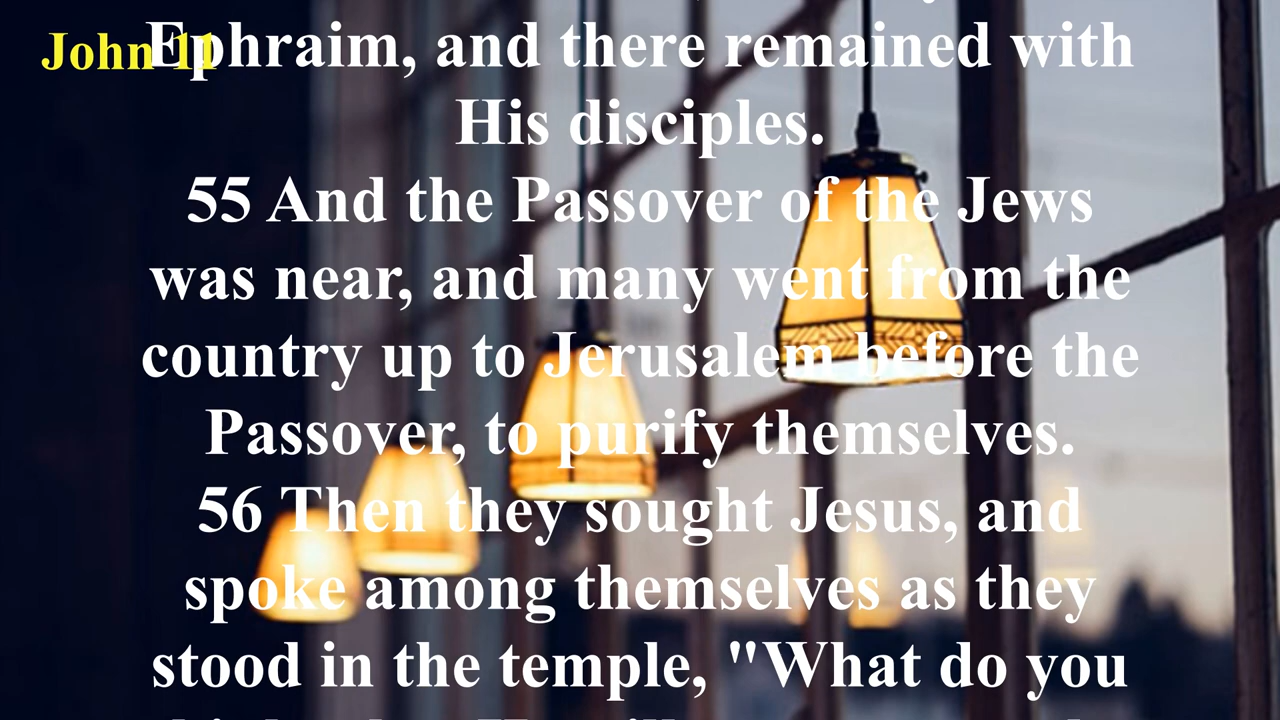 John 11
Ephraim, and there remained with
His disciples.
55 And the Passover of the Jews
was near, and many went from the
country up to Jerusalem before the
Passover, to purify themselves.
56 Then they sought Jesus, and
spoke among themselves as they
stood in the temple, "What do you